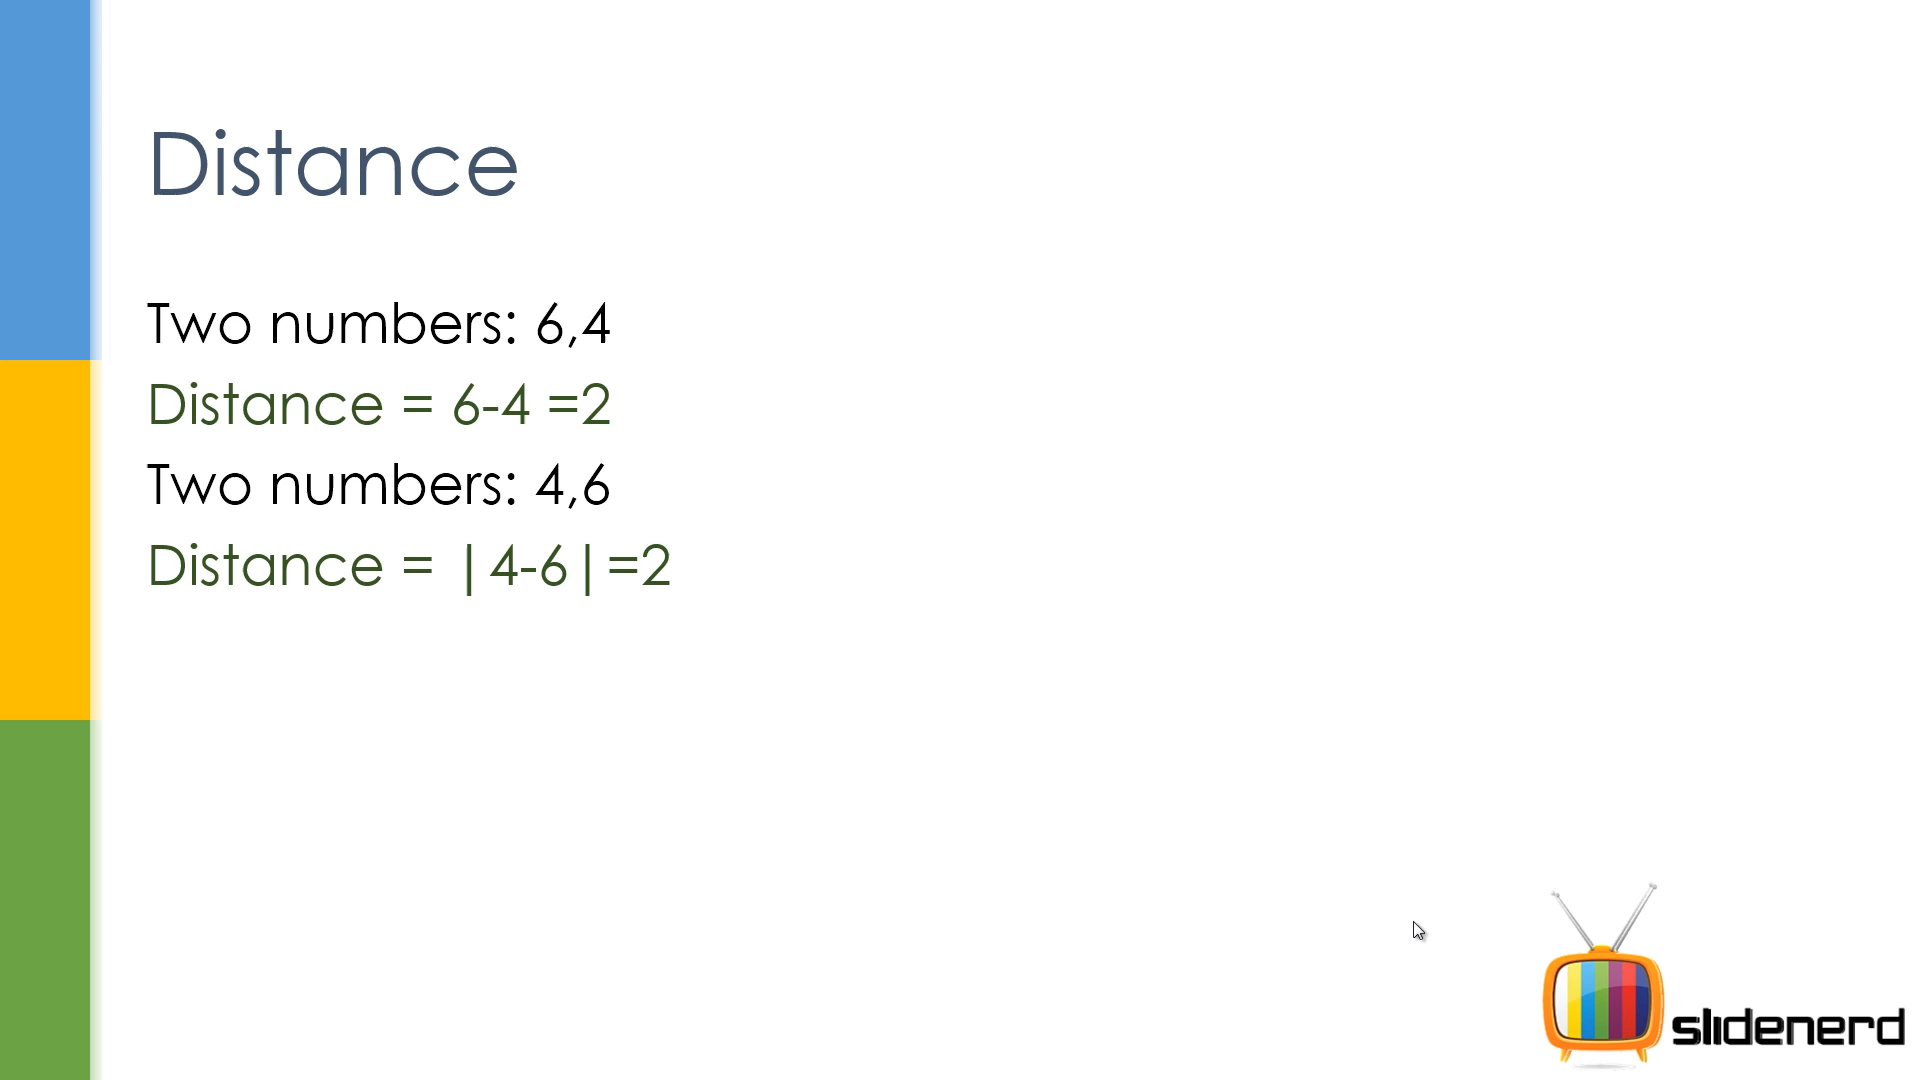 Distance
Two numbers: 6,4
Distance = 6-4 =2
Two numbers: 4,6
Distance = |4-6|=2
slidenerd